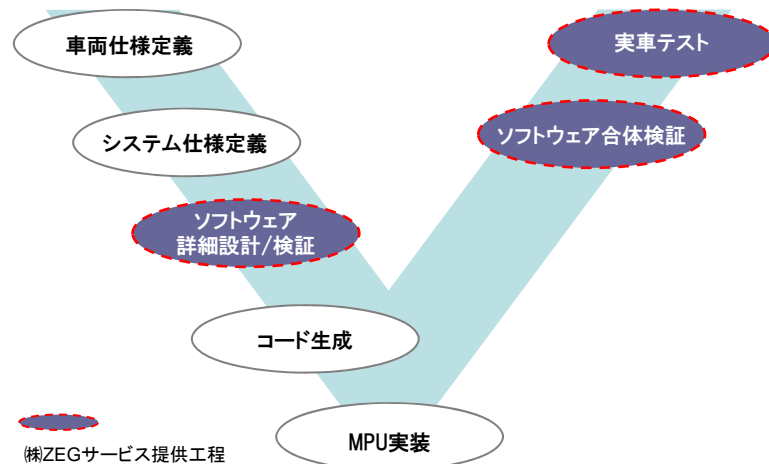 車両仕様定義
実車テスト
システム仕様定義
ソフトウェア合体検証
ソフトウェア
詳細設計/検証
コード生成
MPU実装
㈱ZEGサービス提供工程